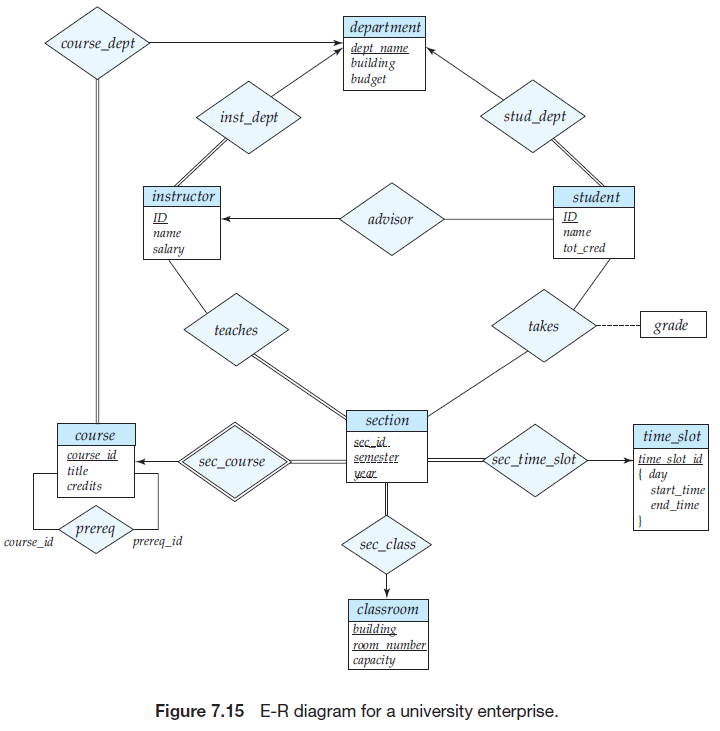 department
dept_name
building
budget
course_dept
inst_dept
stud_dept
instructor
ID
name
salary
advisor
student
ID
name
tot_cred
teaches
takes
grade
section
sec_id
semester
year
course
course_id
title
credits
sec_course
sec_time_slot
time_slot
time_slot_id
{ day
start_time
end_time
}
prereq
course_id
prereq_id
sec_class
classroom
building
room_number
capacity
Figure 7.15 E-R diagram for a university enterprise.